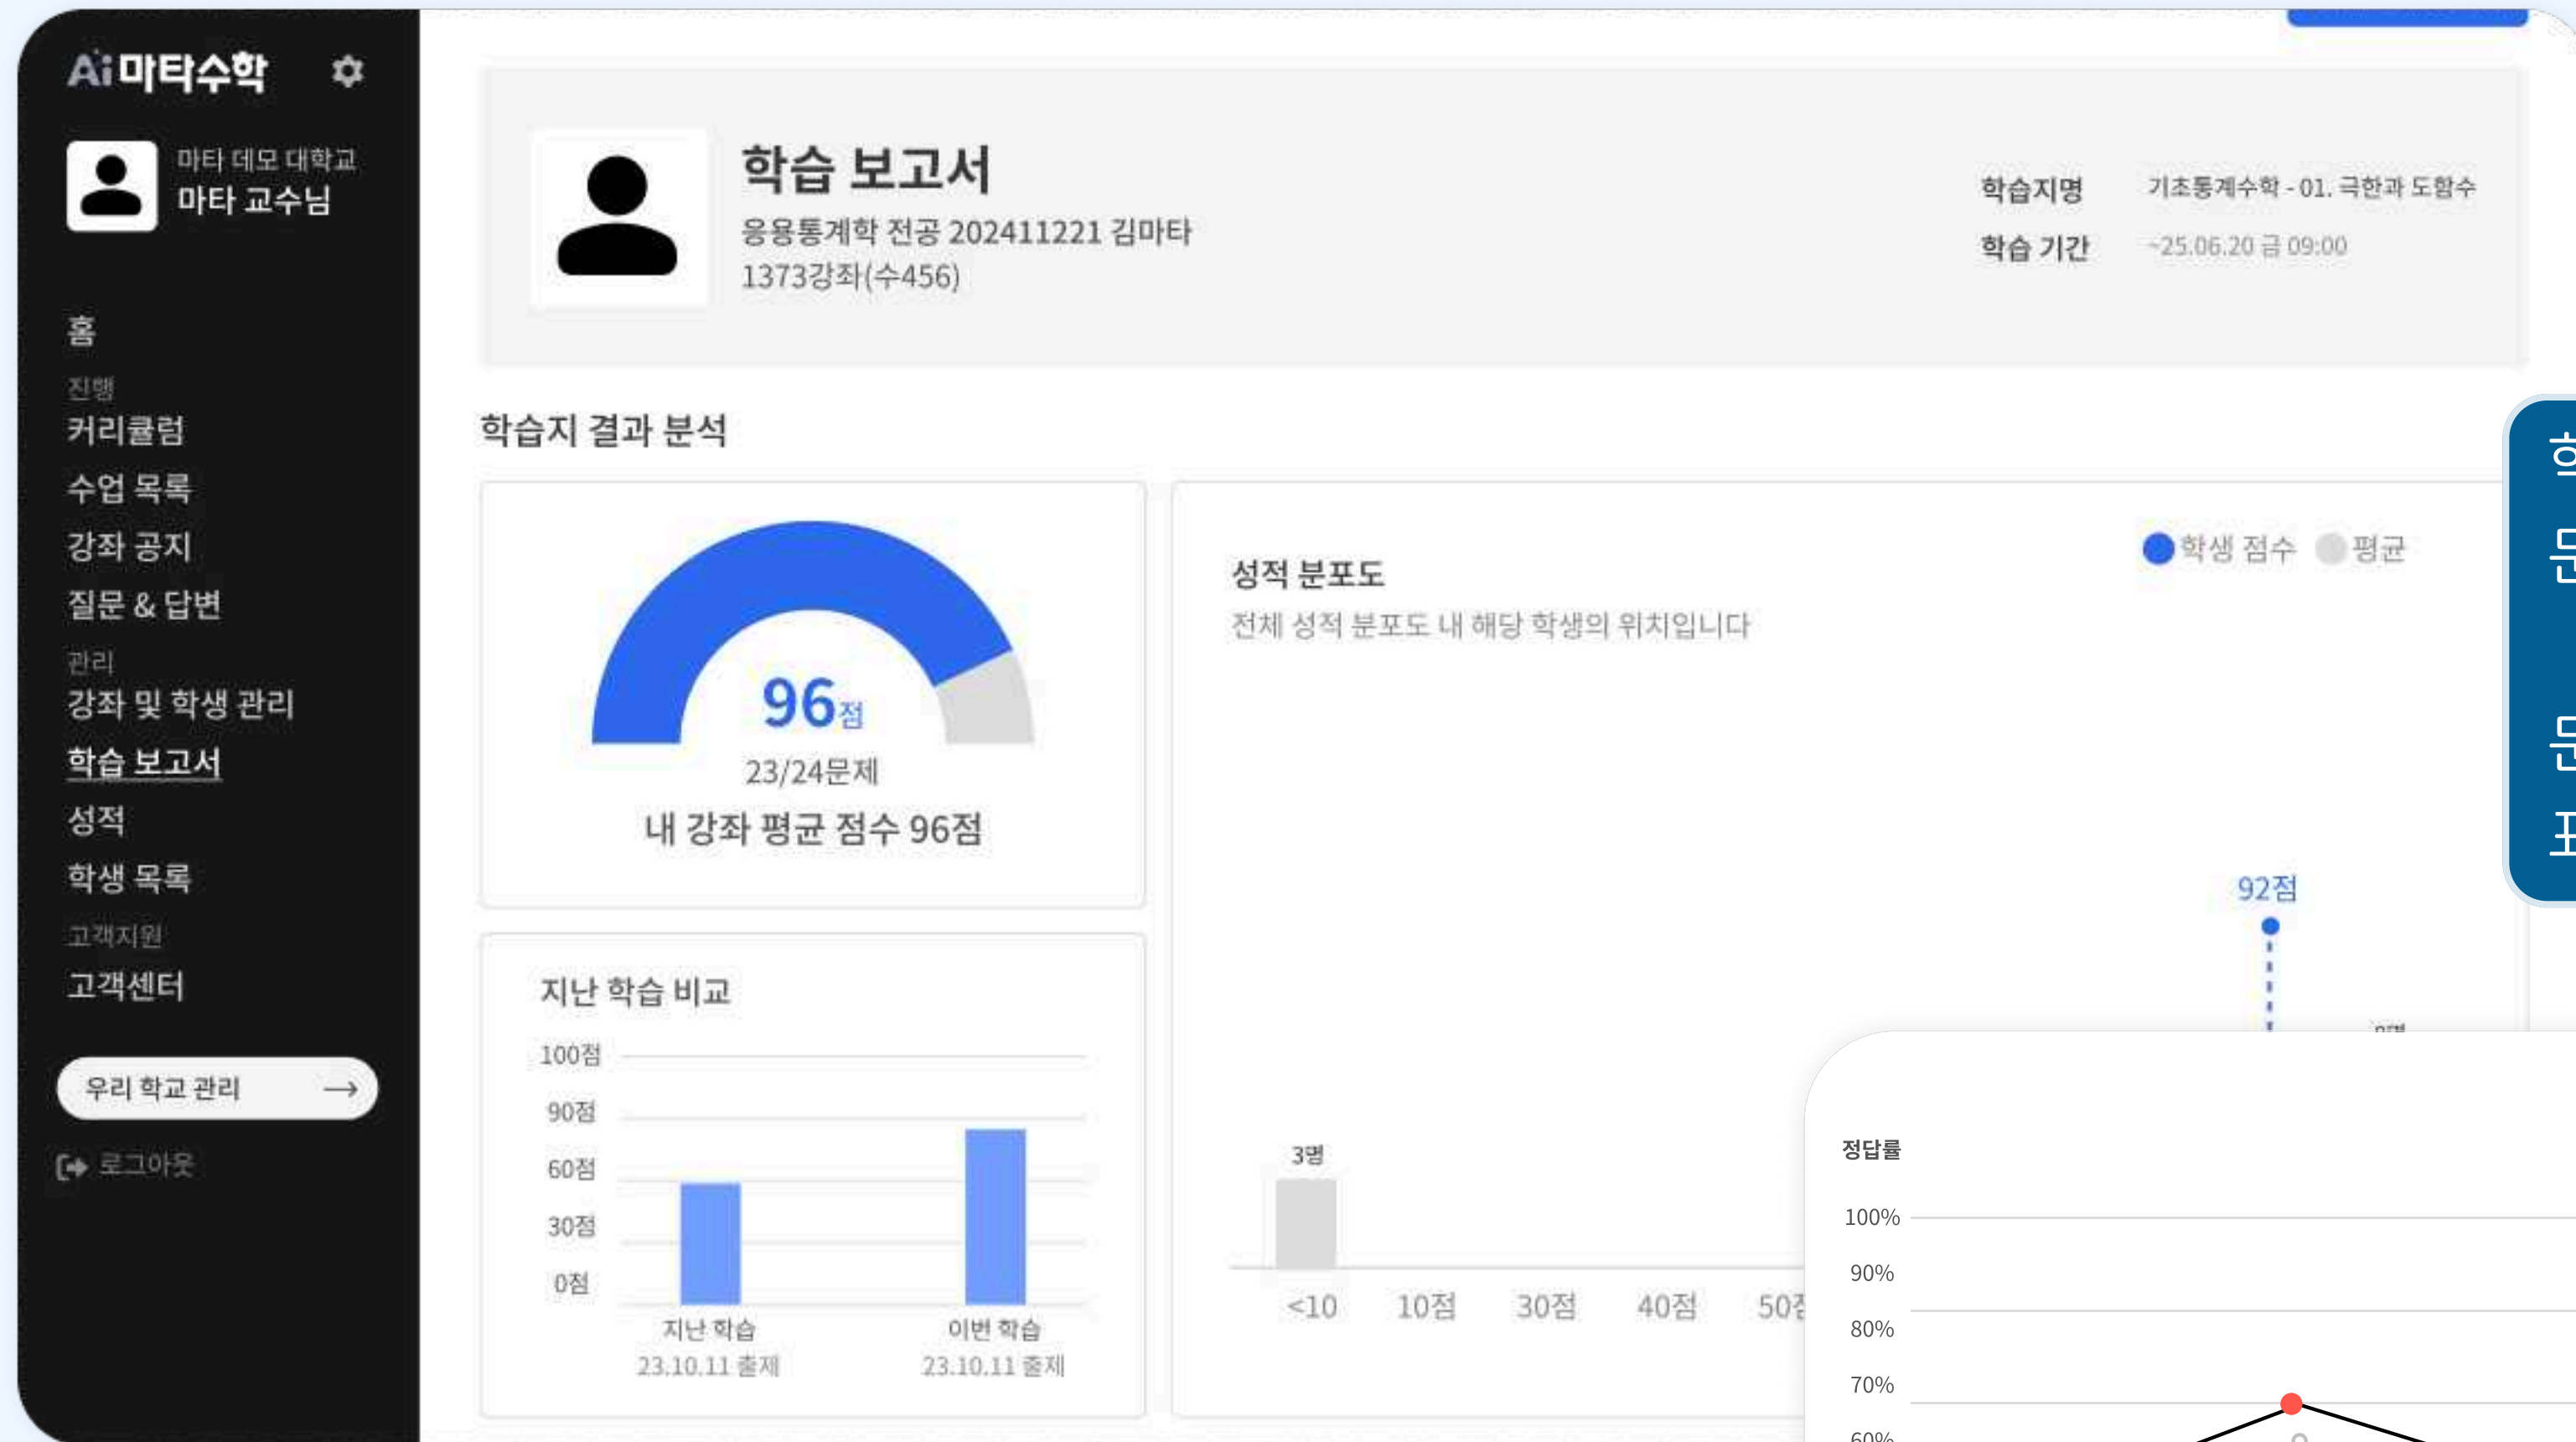 Ai 마타수학
마타 데모 대학교
마타 교수님
홈
진행
커리큘럼
수업 목록
강좌 공지
질문 & 답변
관리
강좌 및 학생 관리
학습 보고서
성적
학생 목록
고객지원
고객센터
우리 학교 관리
로그아웃
학습 보고서
응용통계학 전공 202411221 김마타
1373강좌(수456)
학습지명 기초통계수학 - 01. 극한과 도함수
학습 기간 ~25.06.20 금 09:00
학습지 결과 분석
96점
23/24문제
내 강좌 평균 점수 96점
지난 학습 비교
100점
90점
60점
30점
0점
지난 학습 이번 학습
23.10.11 출제 23.10.11 출제
성적 분포도
전체 성적 분포도 내 해당 학생의 위치입니다
학생 점수 평균
92점
3명
<10 10점 30점 40점
정답률
100%
90%
80%
70%
60%